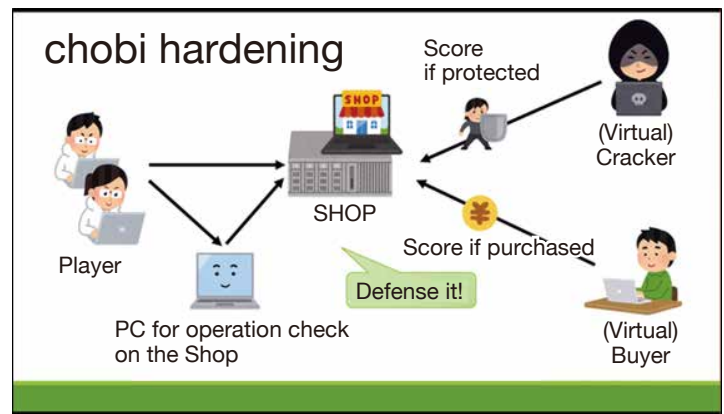 chobi hardening
Score
if protected
(Virtual)
Cracker
SHOP
SHOP
Player
¥
Score if purchased
Defense it!
PC for operation check
on the Shop
(Virtual)
Buyer